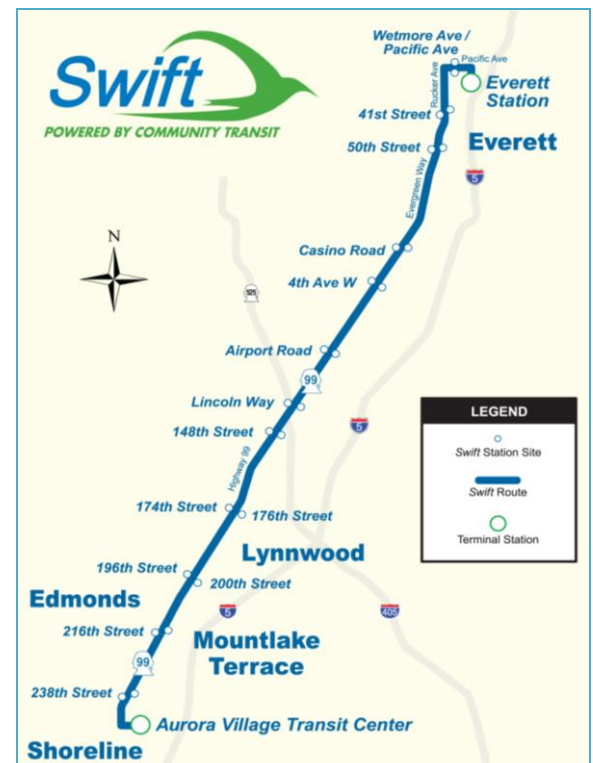 Swift
POWERED BY COMMUNITY TRANSIT
Wetmore Ave /
Pacific Ave
Pacific Ave
Everett
Station
Rucker Ave
41st Street
Everett
50th Street
5
Evergreen Way
N
Casino Road
4th Ave W
525
Airport Road
99
Lincoln Way
148th Street
5
LEGEND
Swift Station Site
Swift Route
Terminal Station
Highway 99
174th Street
176th Street
Lynnwood
196th Street
200th Street
Edmonds
5
405
216th Street
Mountlake
Terrace
99
238th Street
Aurora Village Transit Center
Shoreline